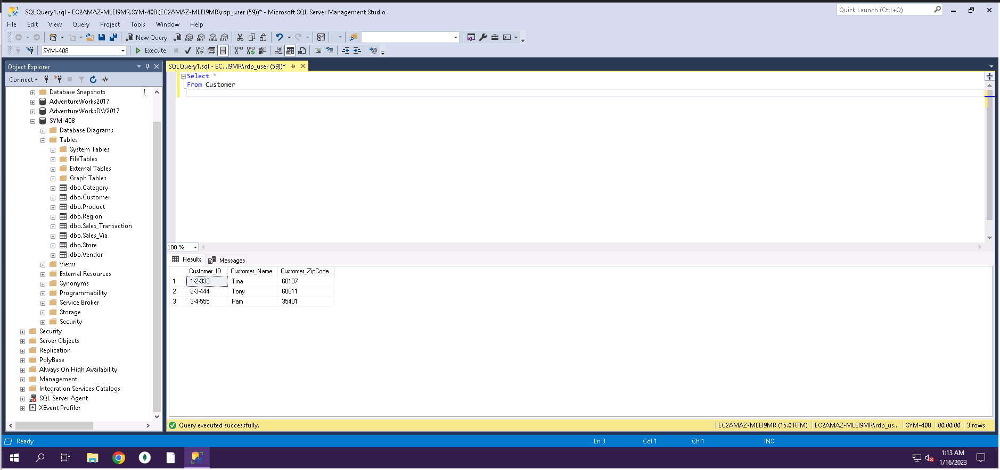 SQLQuery1.sql - EC2AMAZ-MLEI9MR.SYM-408 (EC2AMAZ-MLEI9MR\rdp_user (59))* - Microsoft SQL Server Management Studio
Quick Launch (Ctrl+Q)
File Edit View Query Project Tools Window Help
New Query MDX DMX XMLA DAX
SYM-408 Execute
Object Explorer
SQLQuery1.sql - EC...I9MR\rdp_user (59))*
Connect
Select *
From Customer
Database Snapshots
AdventureWorks2017
AdventureWorksDW2017
SYM-408
Database Diagrams
Tables
System Tables
FileTables
External Tables
Graph Tables
dbo.Category
dbo.Customer
dbo.Product
dbo.Region
dbo.Sales_Transaction
dbo.Sales_Via
dbo.Store
dbo.Vendor
Views
External Resources
Synonyms
Programmability
Service Broker
Storage
Security
Security
Server Objects
Replication
PolyBase
Always On High Availability
Management
Integration Services Catalogs
SQL Server Agent
XEvent Profiler
100 %
Results Messages
Customer_ID Customer_Name Customer_ZipCode
1 1-2-333 Tina 60137
2 2-3-444 Tony 60611
3 3-4-555 Pam 35401
Query executed successfully. EC2AMAZ-MLEI9MR (15.0 RTM) EC2AMAZ-MLEI9MR\rdp_us... SYM-408 00:00:00 3 rows
Ready Ln 3 Col 1 Ch 1 INS
1:13 AM
1/16/2023